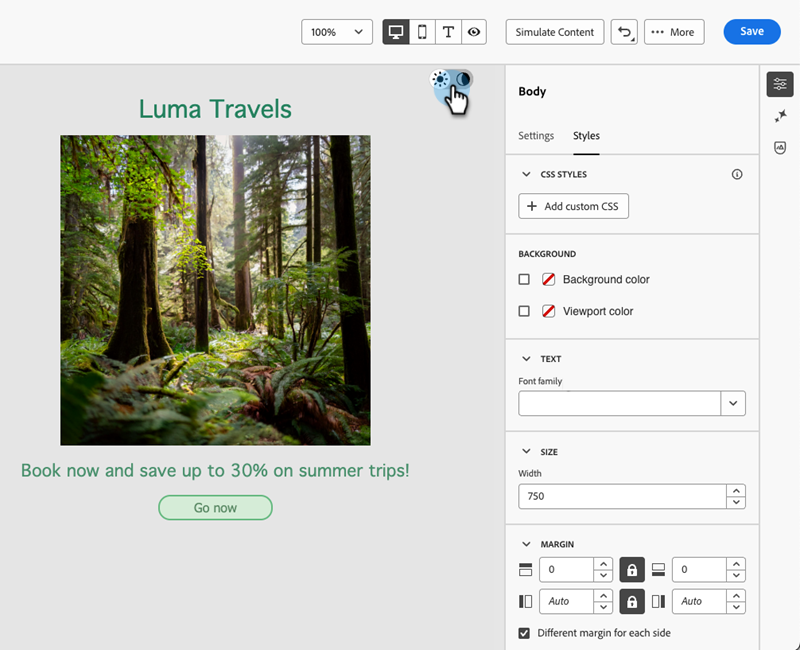 100%
T
Simulate Content
More
Save
Luma Travels
Body
Settings
Styles
CSS STYLES
Add custom CSS
BACKGROUND
Background color
Viewport color
TEXT
Font family
Book now and save up to 30% on summer trips!
Go now
SIZE
Width
750
MARGIN
0
0
Auto
Auto
Different margin for each side